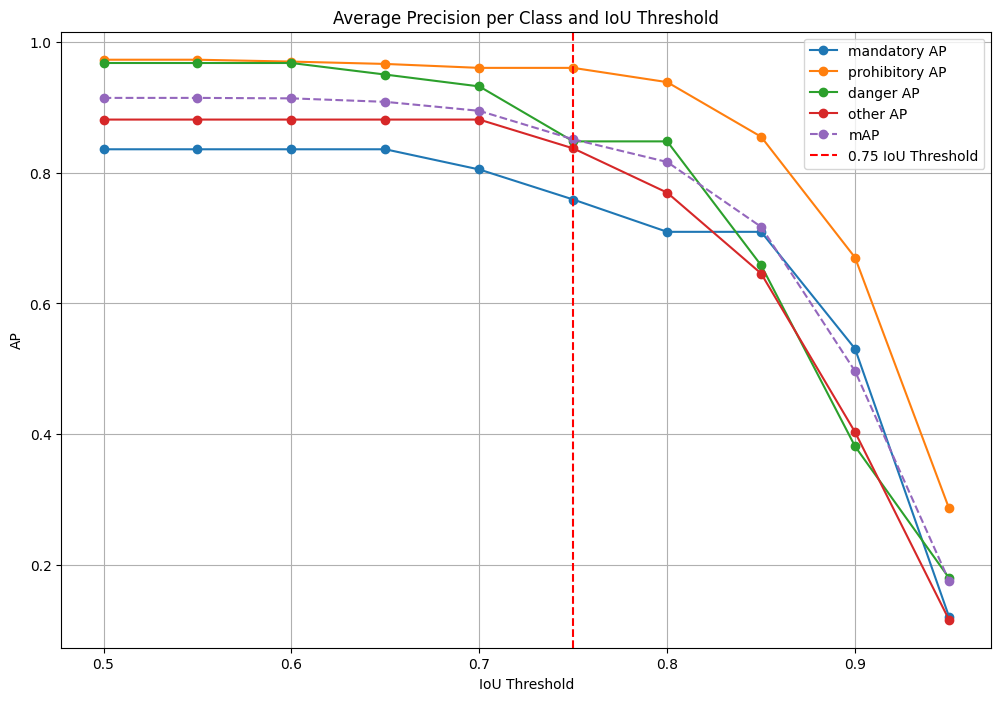 Average Precision per Class and IoU Threshold
mandatory AP
prohibitory AP
danger AP
other AP
mAP
0.75 IoU Threshold
AP
1.0
0.8
0.6
0.4
0.2
0.5 0.6 0.7 0.8 0.9
IoU Threshold